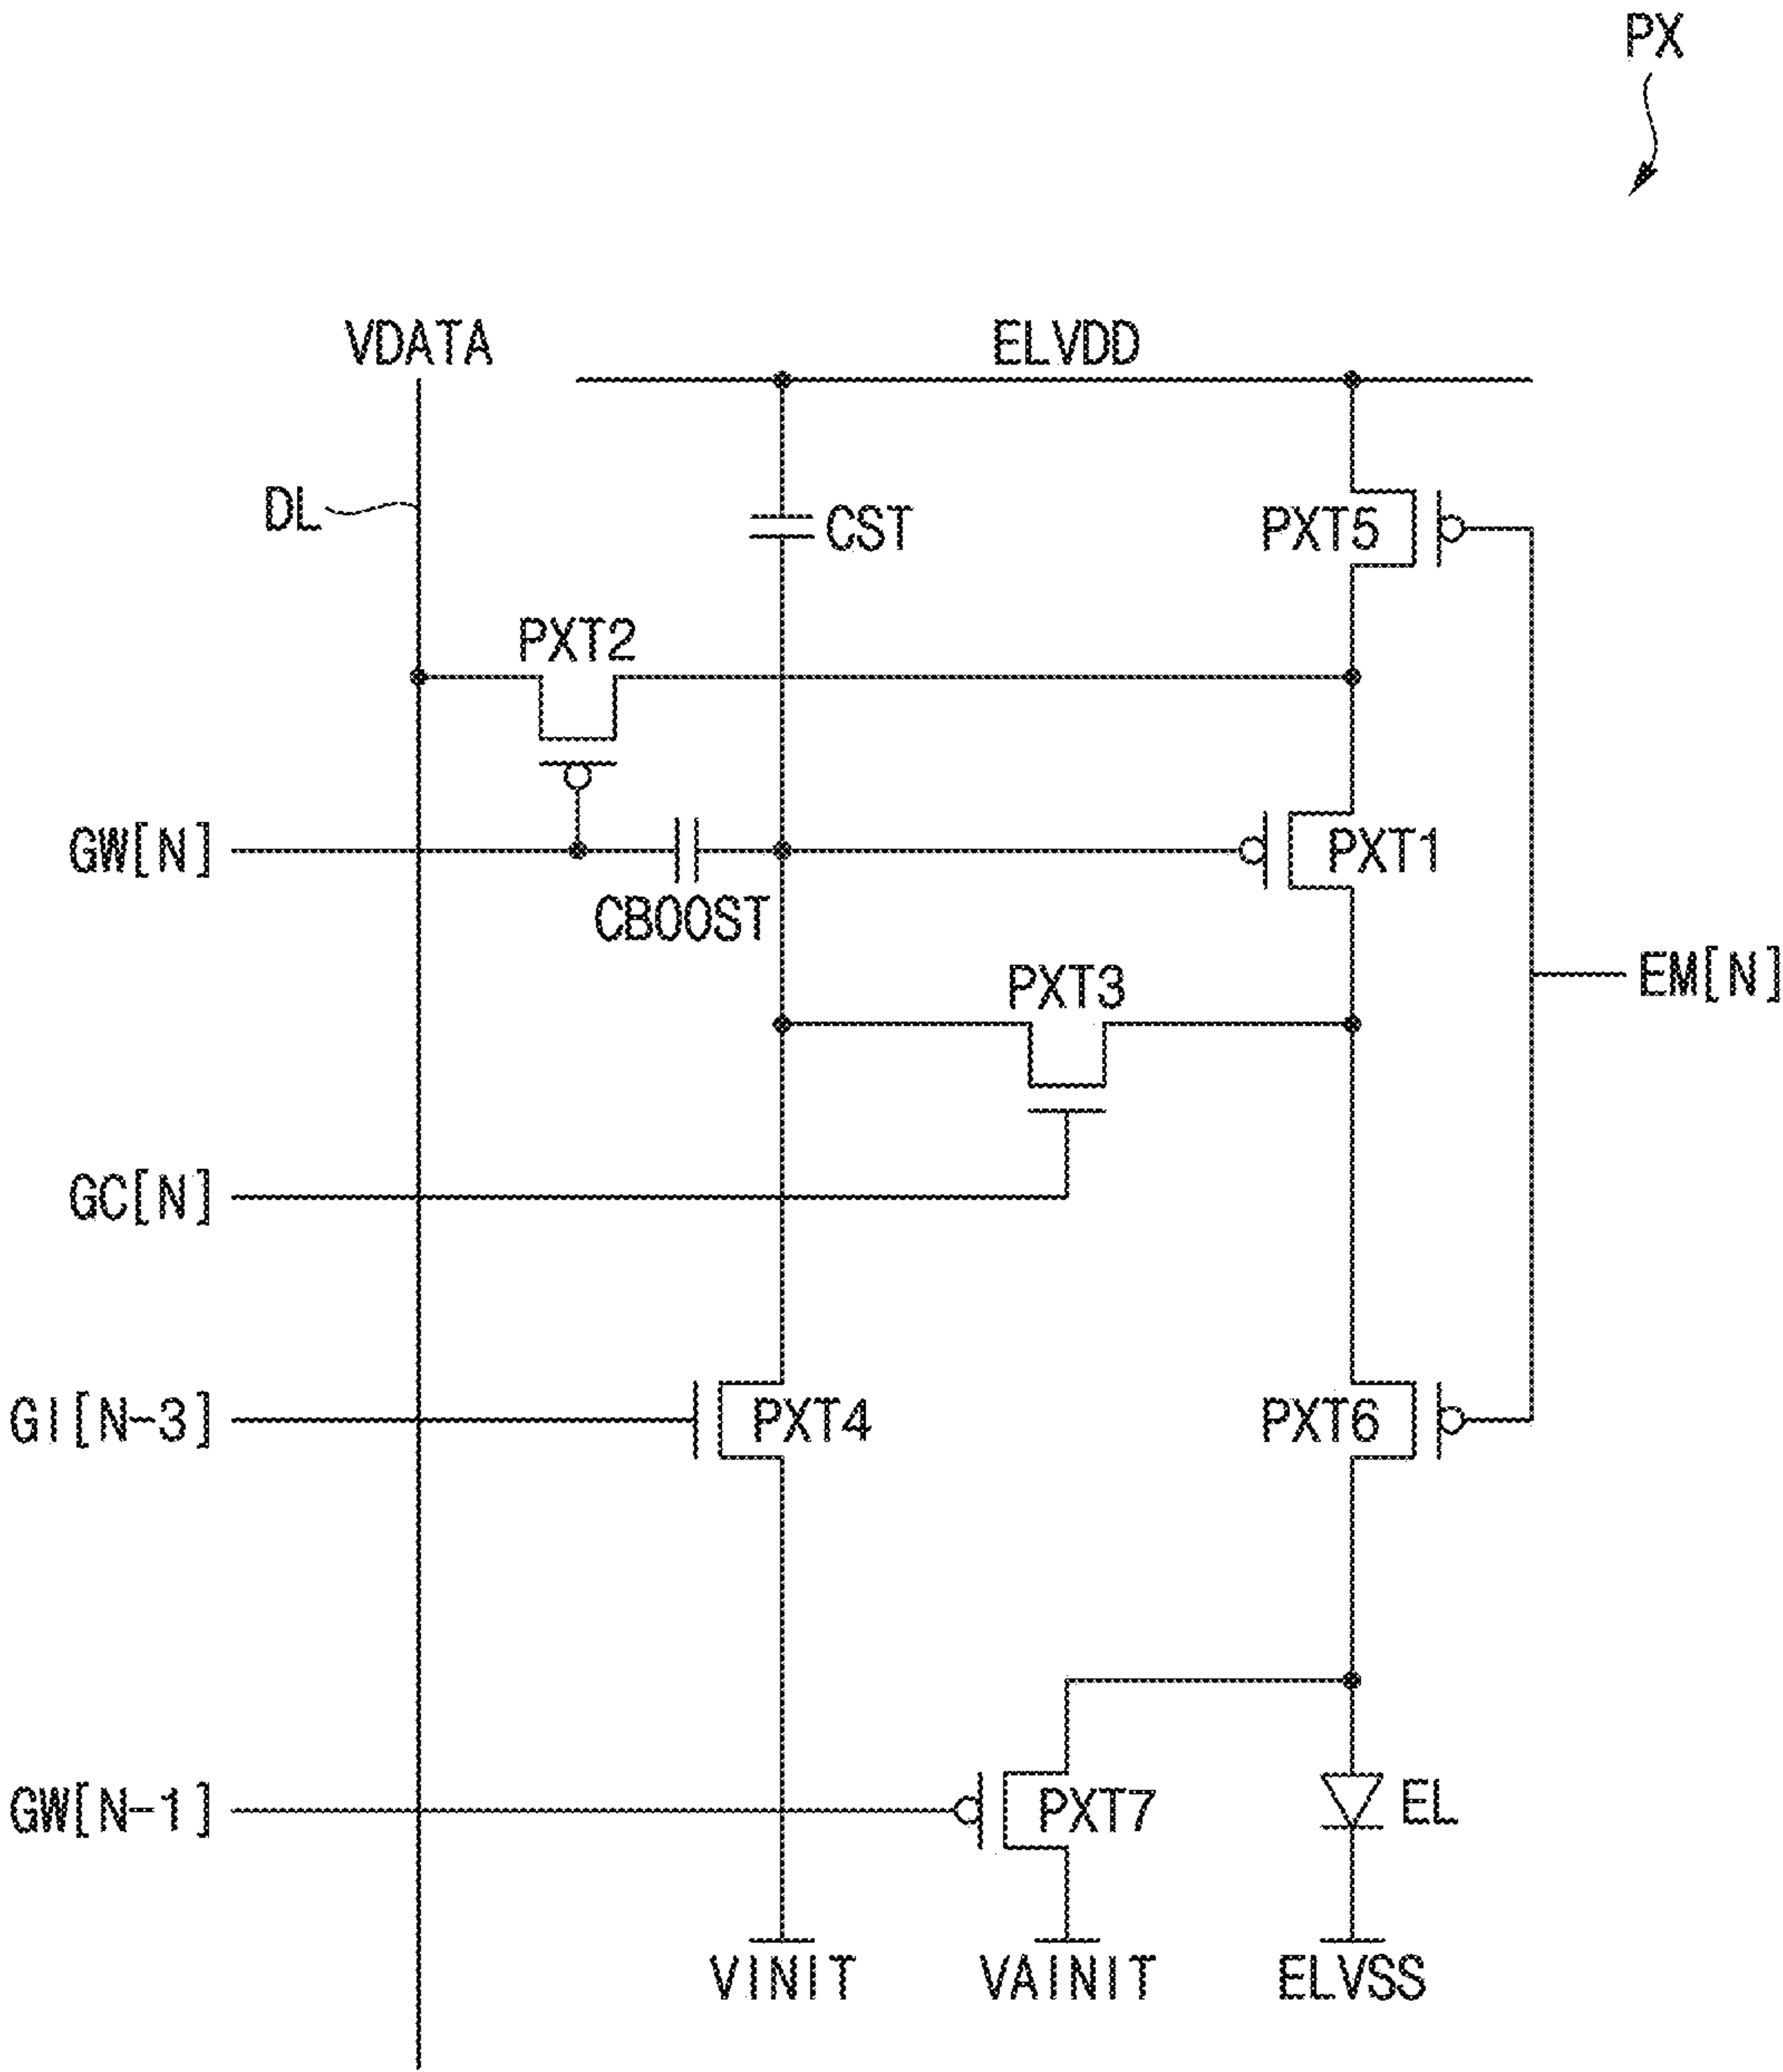 PX
VDATA
ELVDD
DL
CST
PXT5
PXT2
GW[N]
PXT1
CBOOST
PXT3
EM[N]
GC[N]
GI[N-3]
PXT4
PXT6
GW[N-1]
PXT7
EL
VINIT
VAINIT
ELVSS